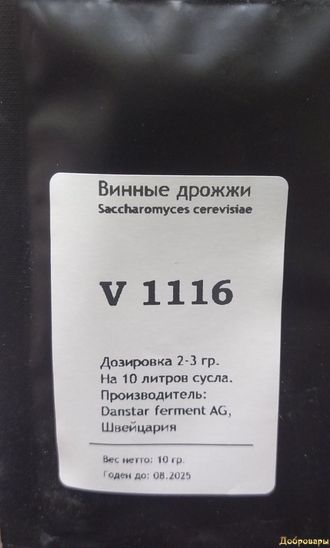 Винные дрожжи
Saccharomyces cerevisiae
V 1116
Дозировка 2-3 гр.
На 10 литров сусла.
Производитель:
Danstar ferment AG,
Швейцария
Вес нетто: 10 гр.
Годен до: 08.2025
Добровары